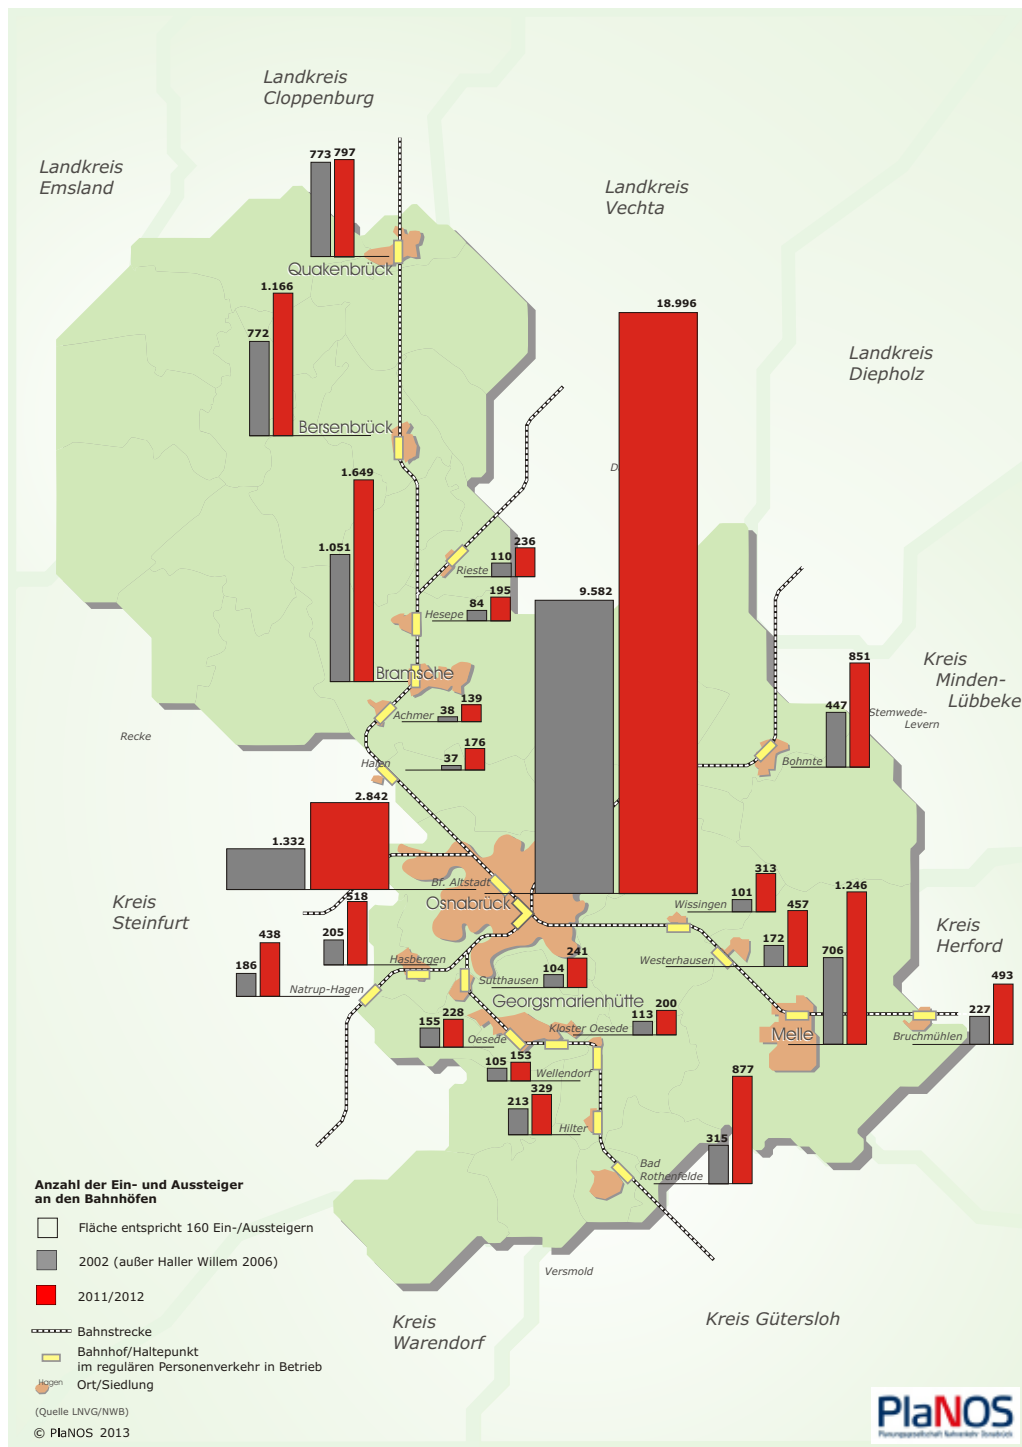 Landkreis
Cloppenburg
Landkreis
Emsland
773 797
Landkreis
Vechta
Quakenbrück
1.166
772
18.996
Landkreis
Diepholz
Bersenbrück
1.649
1.051
236
110
Rieste
195
84
Hesepe
9.582
Bramsche
139
38
Achmer
851
447
Kreis
Minden-
Lübbeke
Stemwede-
Levern
Recke
176
37
Halen
Bohmte
2.842
1.332
Bf. Altstadt
Osnabrück
Kreis
Steinfurt
518
205
Hasbergen
438
186
Natrup-Hagen
313
101
Wissingen
457
172
Westerhausen
1.246
706
Melle
Kreis
Herford
493
227
Bruchmühlen
241
104
Sutthausen
Georgsmarienhütte
200
113
Kloster Oesede
228
155
Oesede
153
105
Wellendorf
329
213
Hilter
877
315
Bad
Rothenfelde
Versmold
Kreis
Warendorf
Kreis Gütersloh
Anzahl der Ein- und Aussteiger
an den Bahnhöfen
Fläche entspricht 160 Ein-/Aussteigern
2002 (außer Haller Willem 2006)
2011/2012
Bahnstrecke
Bahnhof/Haltepunkt
im regulären Personenverkehr in Betrieb
Hagen
Ort/Siedlung
(Quelle LNVG/NWB)
© PlaNOS 2013
PlaNOS
Planungsgesellschaft Nahverkehr Osnabrück